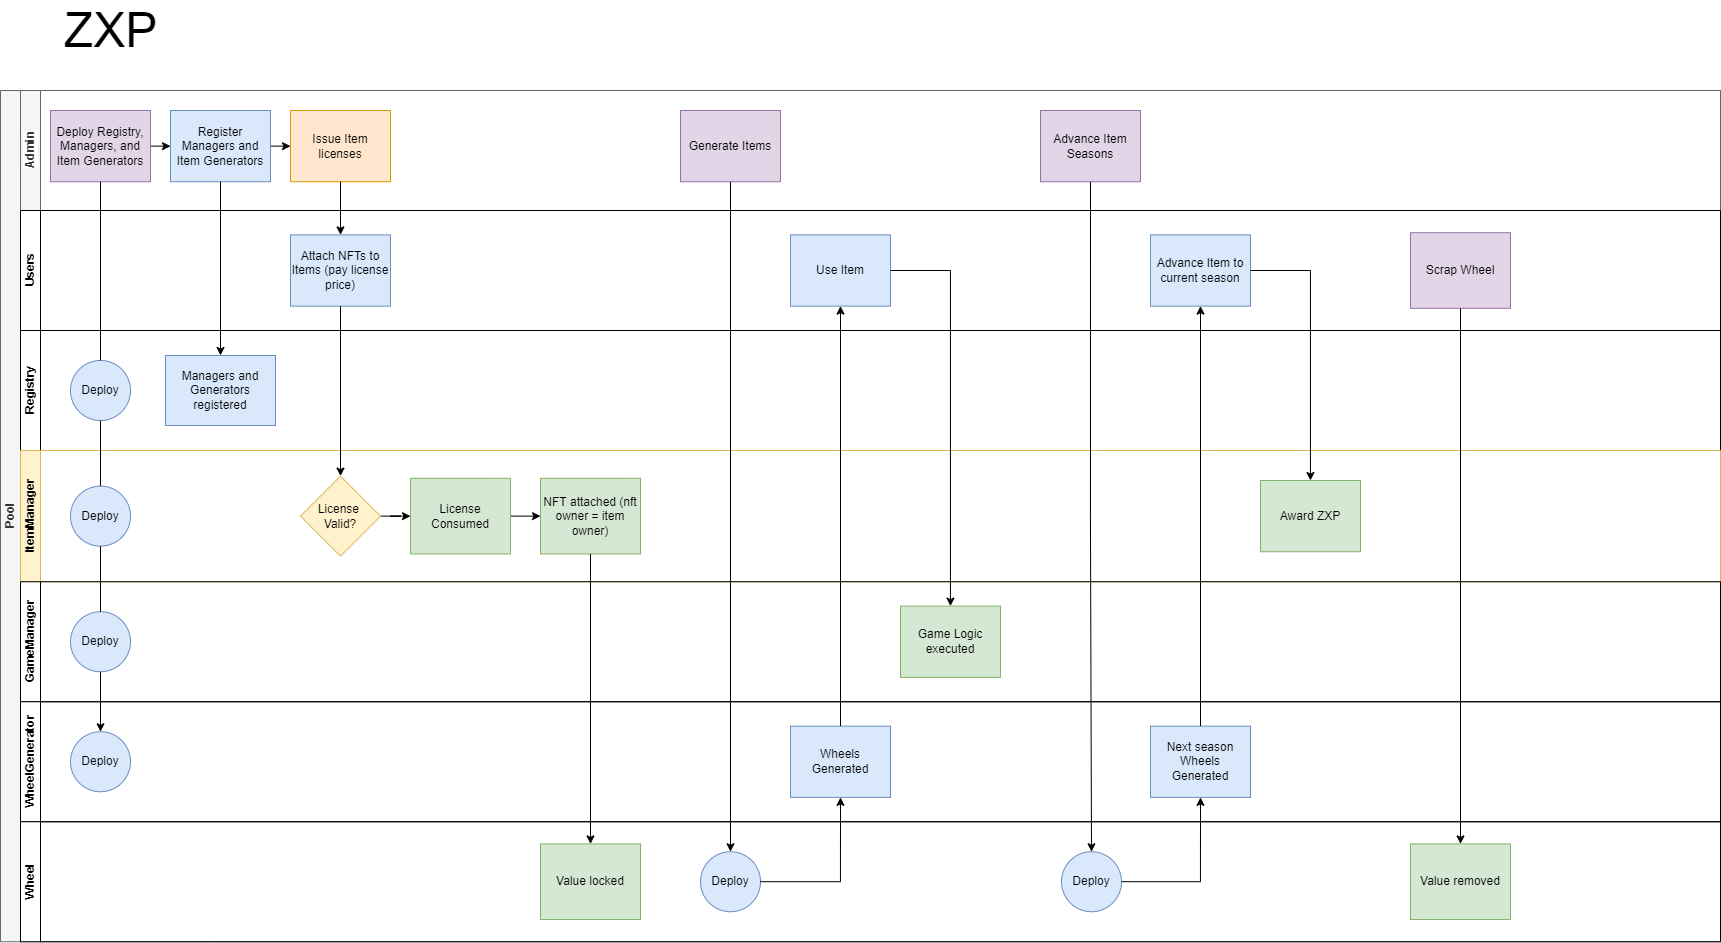 ZXP
Pool
Admin
Deploy Registry,
Managers, and
Item Generators
Register
Managers and
Item Generators
Issue Item
licenses
Generate Items
Advance Item
Seasons
Users
Attach NFTs to
Items (pay license
price)
Use Item
Advance Item to
current season
Scrap Wheel
Registry
Deploy
Managers and
Generators
registered
ItemManager
Deploy
License
Valid?
License
Consumed
NFT attached (nft
owner = item
owner)
Award ZXP
GameManager
Deploy
Game Logic
executed
WheelGenerator
Deploy
Wheels
Generated
Next season
Wheels
Generated
Wheel
Value locked
Deploy
Deploy
Value removed